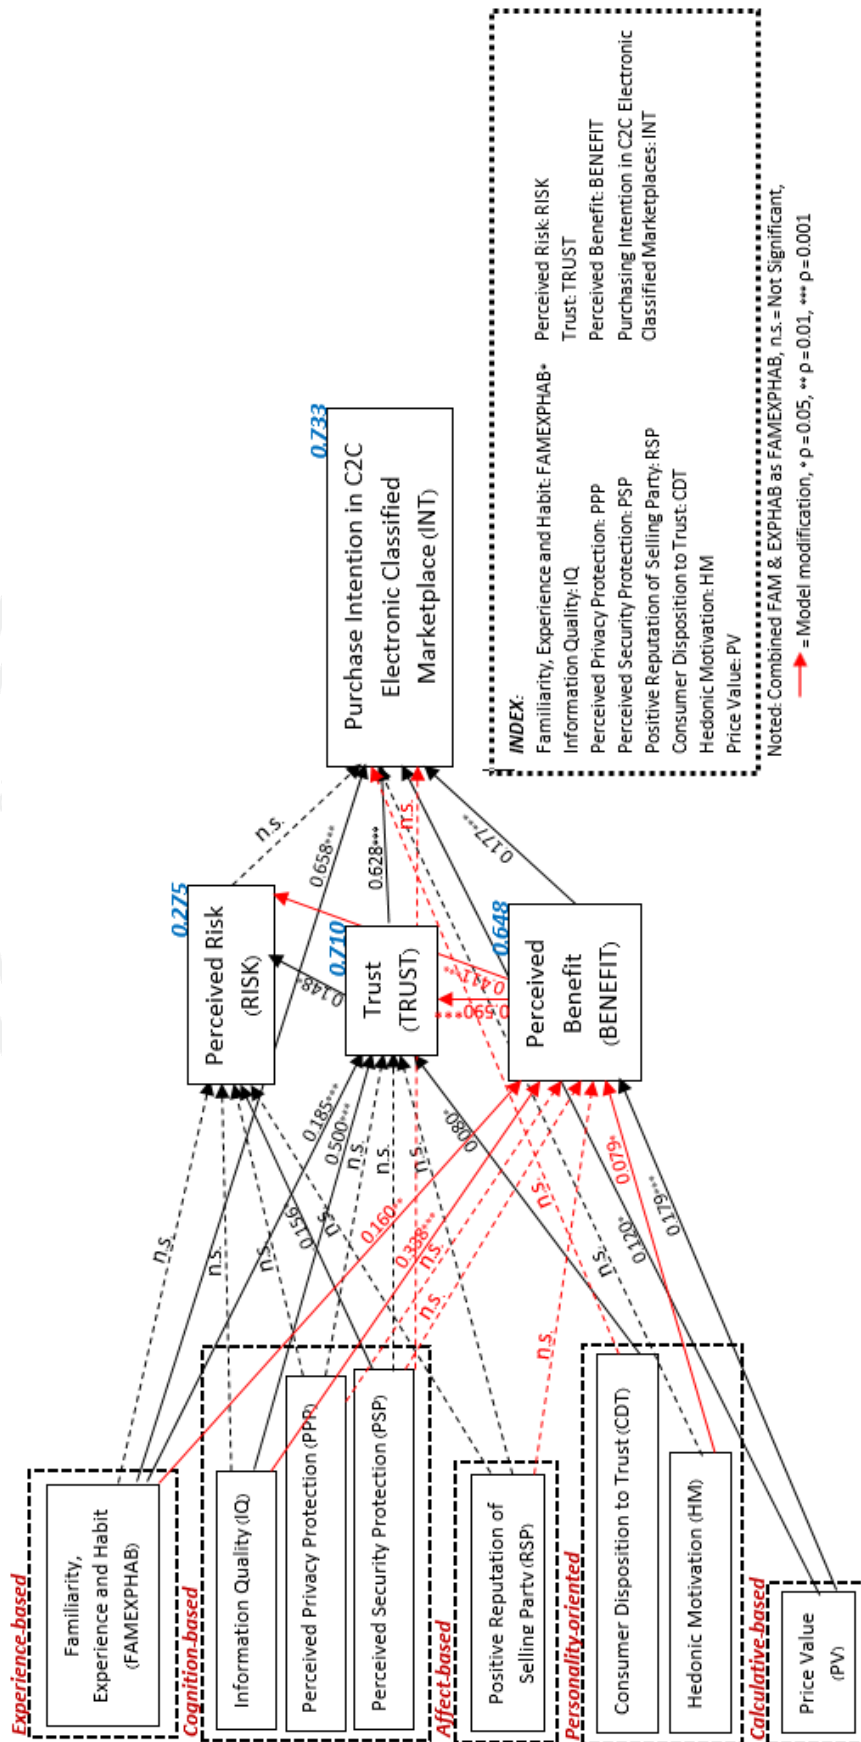 Experience-based
Familiarity,
Experience and Habit
(FAMEXPHAB)
Cognition-based
Information Quality (IQ)
Perceived Privacy Protection (PPP)
Perceived Security Protection (PSP)
Affect-based
Positive Reputation of
Selling Party (RSP)
Personality-oriented
Consumer Disposition to Trust (CDT)
Hedonic Motivation (HM)
Calculative-based
Price Value
(PV)
n.s.
n.s.
n.s.
0.156*
n.s.
0.185***
0.500***
n.s.
n.s.
n.s.
0.080*
0.160**
0.338***
n.s.
n.s.
n.s.
n.s.
n.s.
0.079*
0.120*
0.179***
0.275
Perceived Risk
(RISK)
0.148*
0.710
Trust
(TRUST)
0.411***
0.590***
0.648
Perceived
Benefit
(BENEFIT)
n.s.
0.658***
0.628***
n.s.
0.177***
0.733
Purchase Intention in C2C
Electronic Classified
Marketplace (INT)
INDEX:
Familiarity, Experience and Habit: FAMEXPHAB*
Information Quality: IQ
Perceived Privacy Protection: PPP
Perceived Security Protection: PSP
Positive Reputation of Selling Party: RSP
Consumer Disposition to Trust: CDT
Hedonic Motivation: HM
Price Value: PV
Perceived Risk: RISK
Trust: TRUST
Perceived Benefit: BENEFIT
Purchasing Intention in C2C Electronic
Classified Marketplaces: INT
Noted: Combined FAM & EXPHAB as FAMEXPHAB, n.s. = Not Significant,
= Model modification, * ρ = 0.05, ** ρ = 0.01, *** ρ = 0.001